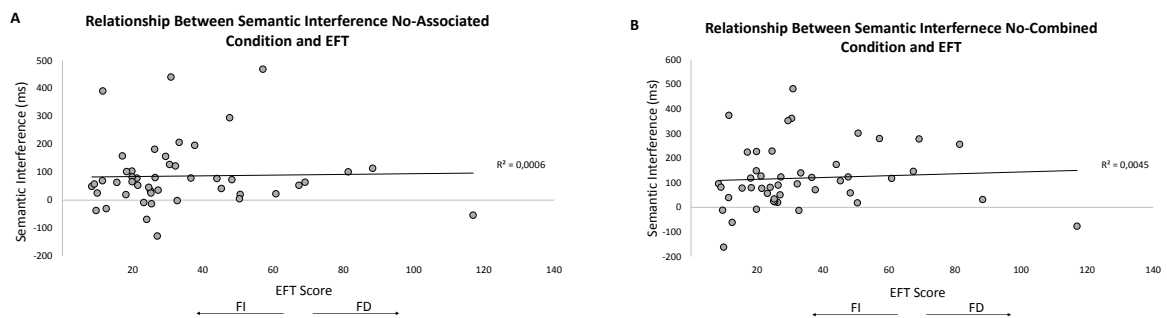 A
Relationship Between Semantic Interference No-Associated
Condition and EFT
Semantic Interference (ms)
500
400
300
200
100
0
-100
-200
R² = 0,0006
20
40
60
80
100
120
140
EFT Score
FI
FD
B
Relationship Between Semantic Interfernece No-Combined
Condition and EFT
Semantic Interference (ms)
600
500
400
300
200
100
0
-100
-200
R² = 0,0045
20
40
60
80
100
120
140
EFT Score
FI
FD